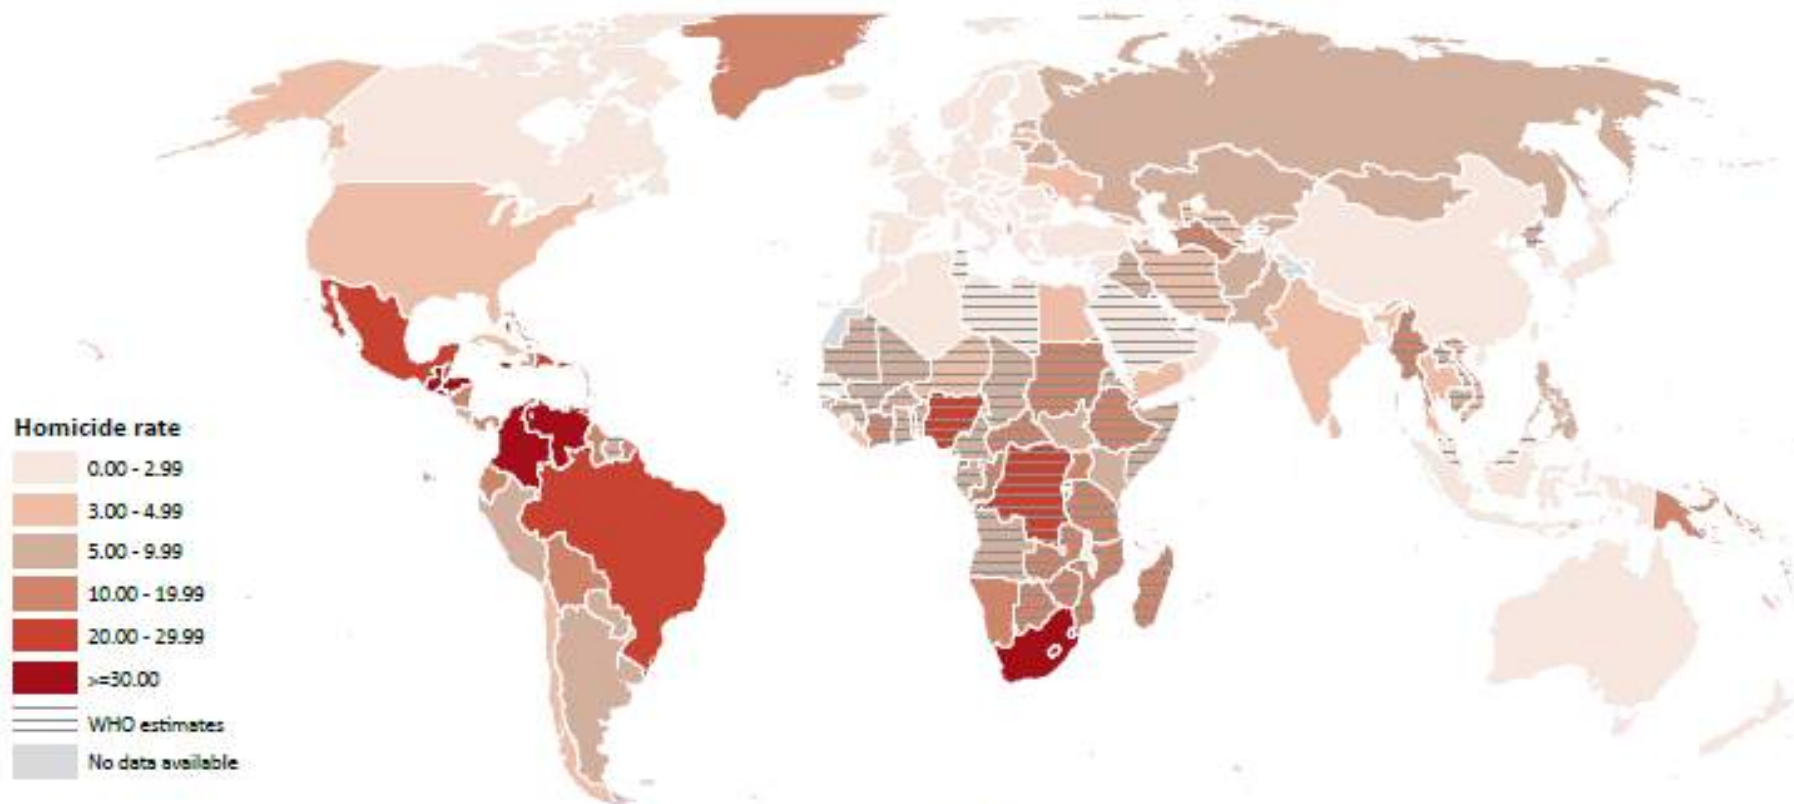 Homicide rate
0.00 - 2.99
3.00 - 4.99
5.00 - 9.99
10.00 - 19.99
20.00 - 29.99
>=30.00
WHO estimates
No data available